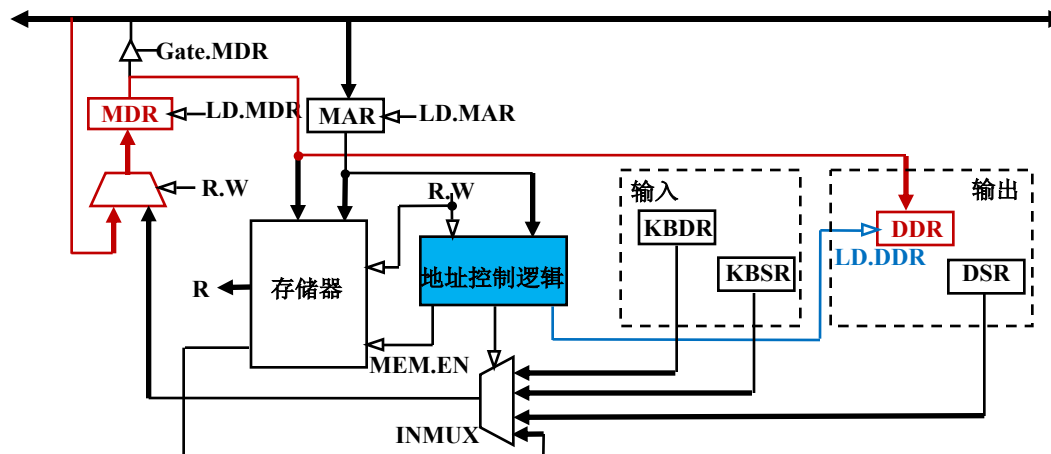 Gate.MDR
MDR
LD.MDR
MAR
LD.MAR
R.W
R.W
输入
输出
KBDR
DDR
LD.DDR
KBSR
DSR
地址控制逻辑
存储器
R
MEM.EN
INMUX